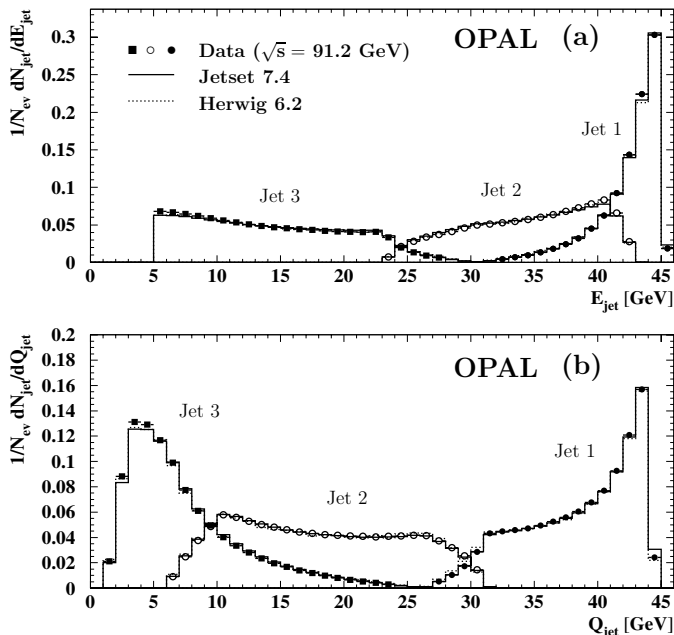 OPAL (a)
Data (√s = 91.2 GeV)
Jetset 7.4
Herwig 6.2
Jet 1
Jet 2
Jet 3
1/N_ev dN_jet/dE_jet
0.3
0.25
0.2
0.15
0.1
0.05
0
0 5 10 15 20 25 30 35 40 45
E_jet [GeV]
OPAL (b)
Jet 3
Jet 1
Jet 2
1/N_ev dN_jet/dQ_jet
0.2
0.18
0.16
0.14
0.12
0.1
0.08
0.06
0.04
0.02
0
0 5 10 15 20 25 30 35 40 45
Q_jet [GeV]